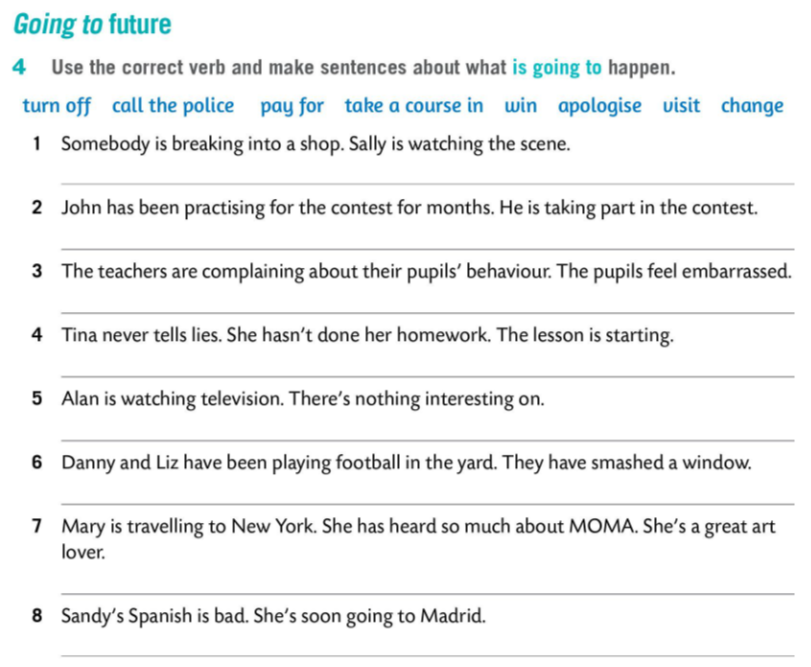 Going to future
4 Use the correct verb and make sentences about what is going to happen.
turn off call the police pay for take a course in win apologise visit change
1 Somebody is breaking into a shop. Sally is watching the scene.
2 John has been practising for the contest for months. He is taking part in the contest.
3 The teachers are complaining about their pupils' behaviour. The pupils feel embarrassed.
4 Tina never tells lies. She hasn't done her homework. The lesson is starting.
5 Alan is watching television. There's nothing interesting on.
6 Danny and Liz have been playing football in the yard. They have smashed a window.
7 Mary is travelling to New York. She has heard so much about MOMA. She's a great art
lover.
8 Sandy's Spanish is bad. She's soon going to Madrid.